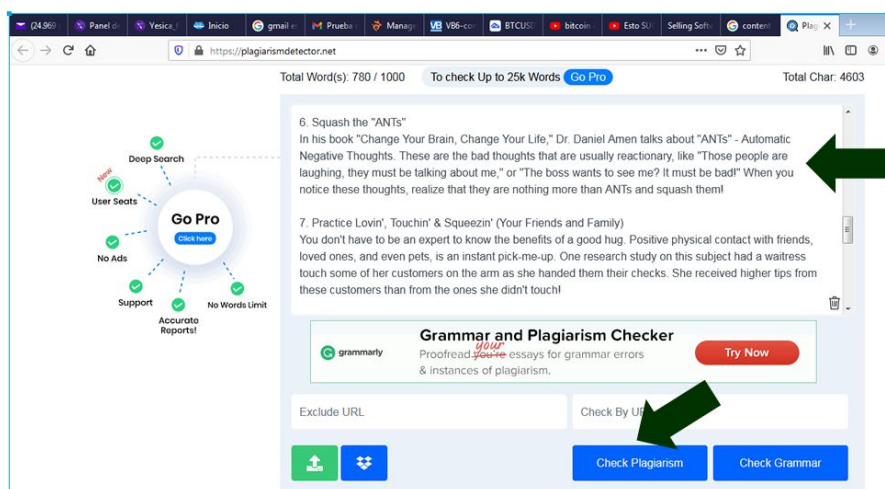 (24.969
Panel d
Yesica_
Inicio
gmail e
Prueba
Manage
VB6-co
BTCUSD
bitcoin
Esto SU
Selling Soft
content
Plag
https://plagiarismdetector.net
Total Word(s): 780 / 1000
To check Up to 25k Words Go Pro
Total Char: 4603
6. Squash the "ANTs"
In his book "Change Your Brain, Change Your Life," Dr. Daniel Amen talks about "ANTs" - Automatic
Negative Thoughts. These are the bad thoughts that are usually reactionary, like "Those people are
laughing, they must be talking about me," or "The boss wants to see me? It must be bad!" When you
notice these thoughts, realize that they are nothing more than ANTs and squash them!
7. Practice Lovin', Touchin' & Squeezin' (Your Friends and Family)
You don't have to be an expert to know the benefits of a good hug. Positive physical contact with friends,
loved ones, and even pets, is an instant pick-me-up. One research study on this subject had a waitress
touch some of her customers on the arm as she handed them their checks. She received higher tips from
these customers than from the ones she didn't touch!
Deep Search
New
User Seats
Go Pro
Click here
No Ads
Support
No Words Limit
Accurate
Reports!
grammarly
Grammar and Plagiarism Checker
your
Proofread you're essays for grammar errors
& instances of plagiarism.
Try Now
Exclude URL
Check By U
Check Plagiarism
Check Grammar